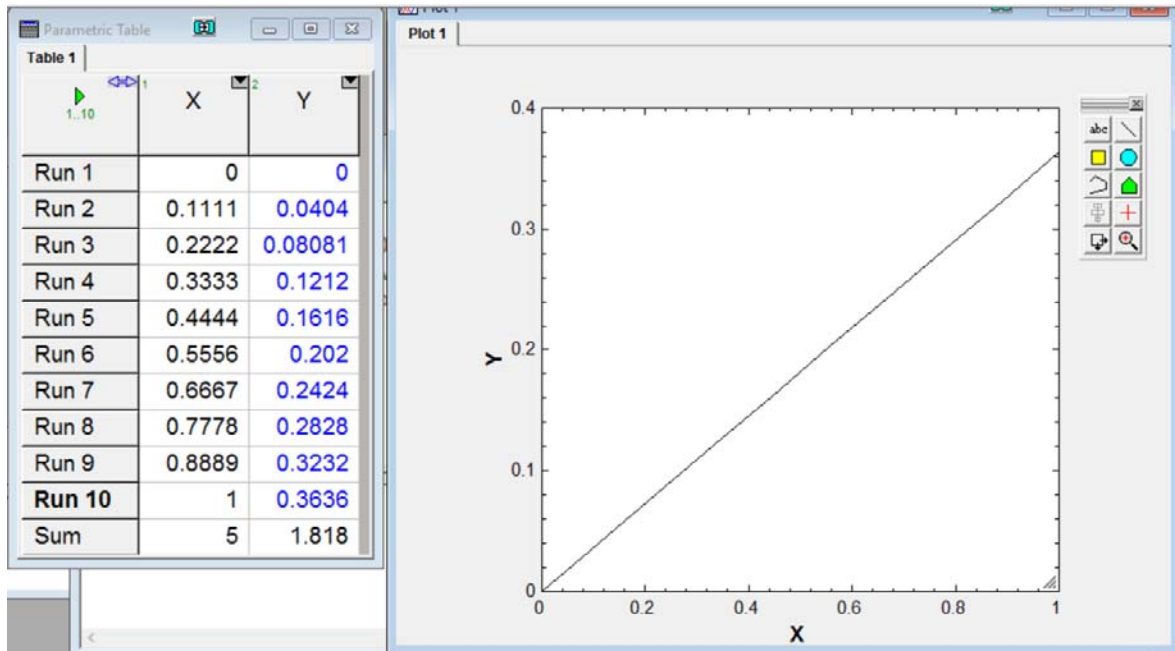 Parametric Table
Table 1
1..10
1 X
2 Y
Run 1 0 0
Run 2 0.1111 0.0404
Run 3 0.2222 0.08081
Run 4 0.3333 0.1212
Run 5 0.4444 0.1616
Run 6 0.5556 0.202
Run 7 0.6667 0.2424
Run 8 0.7778 0.2828
Run 9 0.8889 0.3232
Run 10 1 0.3636
Sum 5 1.818
Plot 1
Plot 1
0.4
0.3
0.2
0.1
0
Y
0 0.2 0.4 0.6 0.8 1
X
abc